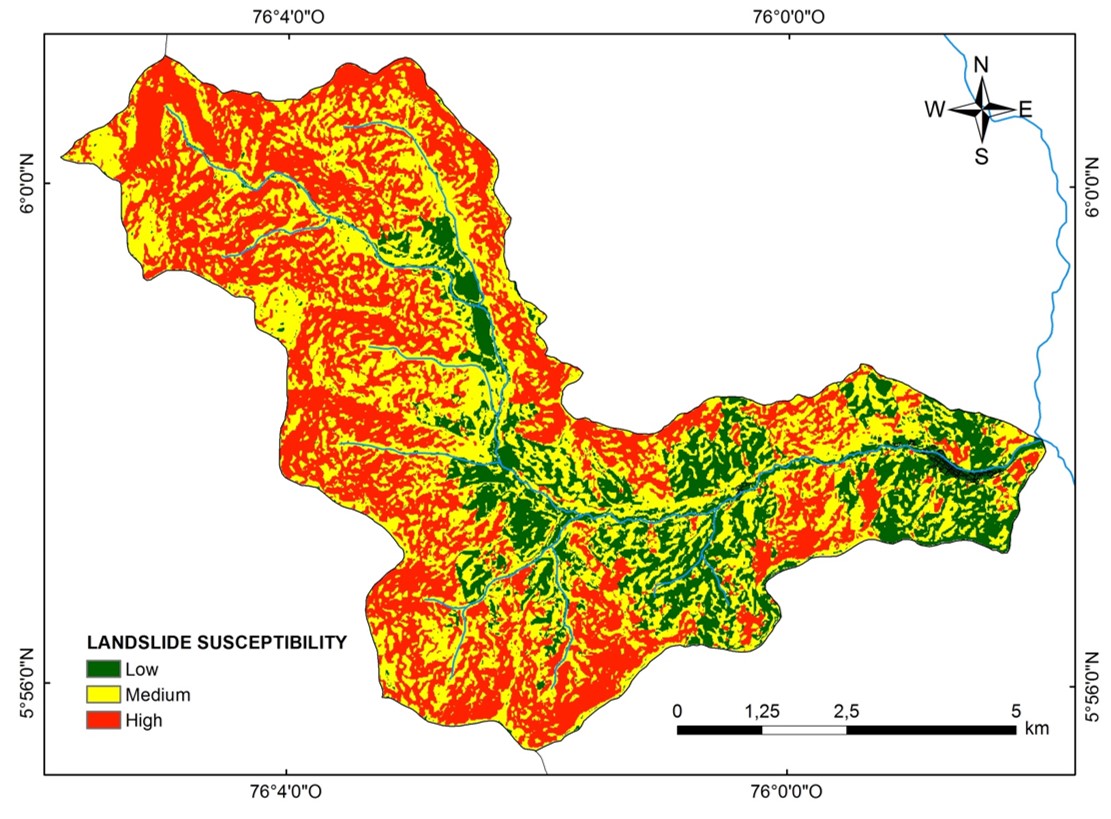 76°4'0"O 76°0'0"O
N
W E
S
6°0'0"N 6°0'0"N
LANDSLIDE SUSCEPTIBILITY
Low
Medium
High
5°56'0"N 5°56'0"N
0 1,25 2,5 5
km
76°4'0"O 76°0'0"O